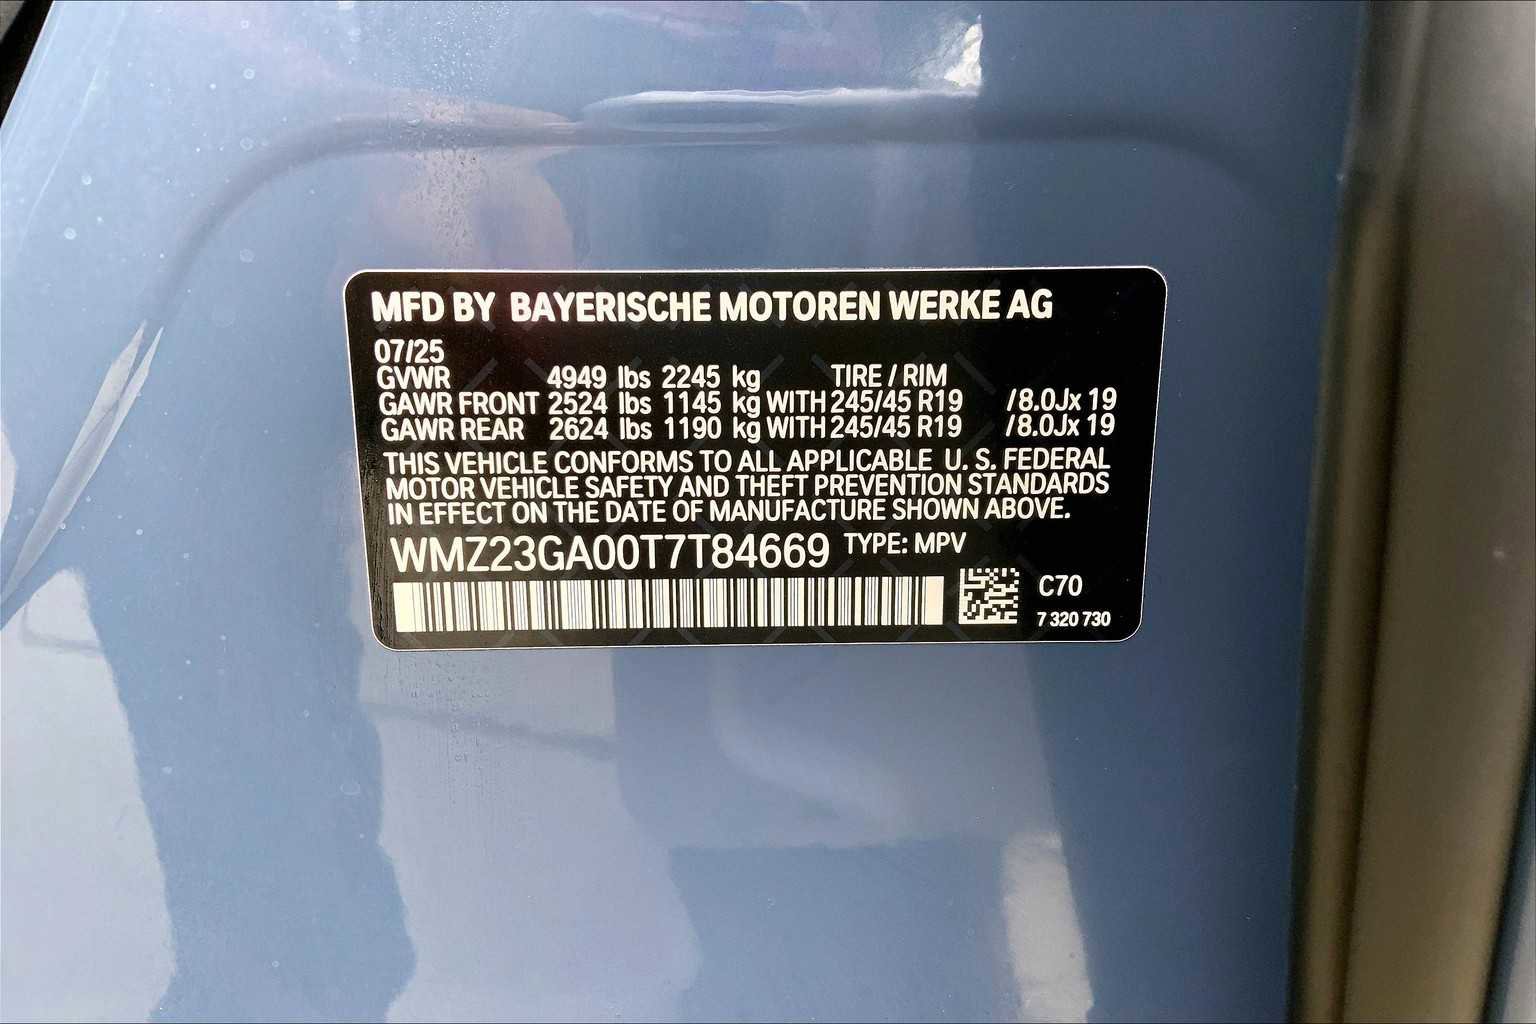 MFD BY BAYERISCHE MOTOREN WERKE AG
07/25
GVWR 4949 lbs 2245 kg TIRE / RIM
GAWR FRONT 2524 lbs 1145 kg WITH 245/45 R19 /8.0Jx 19
GAWR REAR 2624 lbs 1190 kg WITH 245/45 R19 /8.0Jx 19
THIS VEHICLE CONFORMS TO ALL APPLICABLE U. S. FEDERAL
MOTOR VEHICLE SAFETY AND THEFT PREVENTION STANDARDS
IN EFFECT ON THE DATE OF MANUFACTURE SHOWN ABOVE.
WMZ23GA00T7T84669 TYPE: MPV
C70
7 320 730